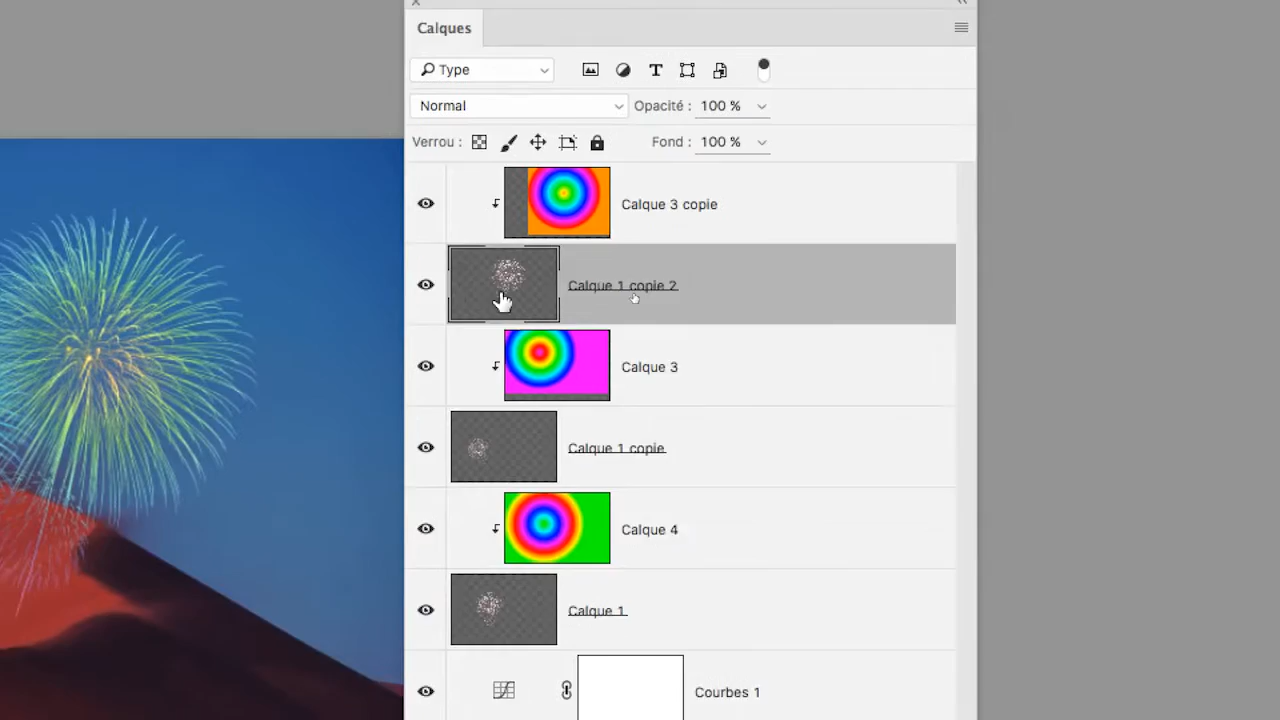 Calques
Type
Normal
Opacité : 100 %
Verrou :
Fond : 100 %
Calque 3 copie
Calque 1 copie 2
Calque 3
Calque 1 copie
Calque 4
Calque 1
Courbes 1